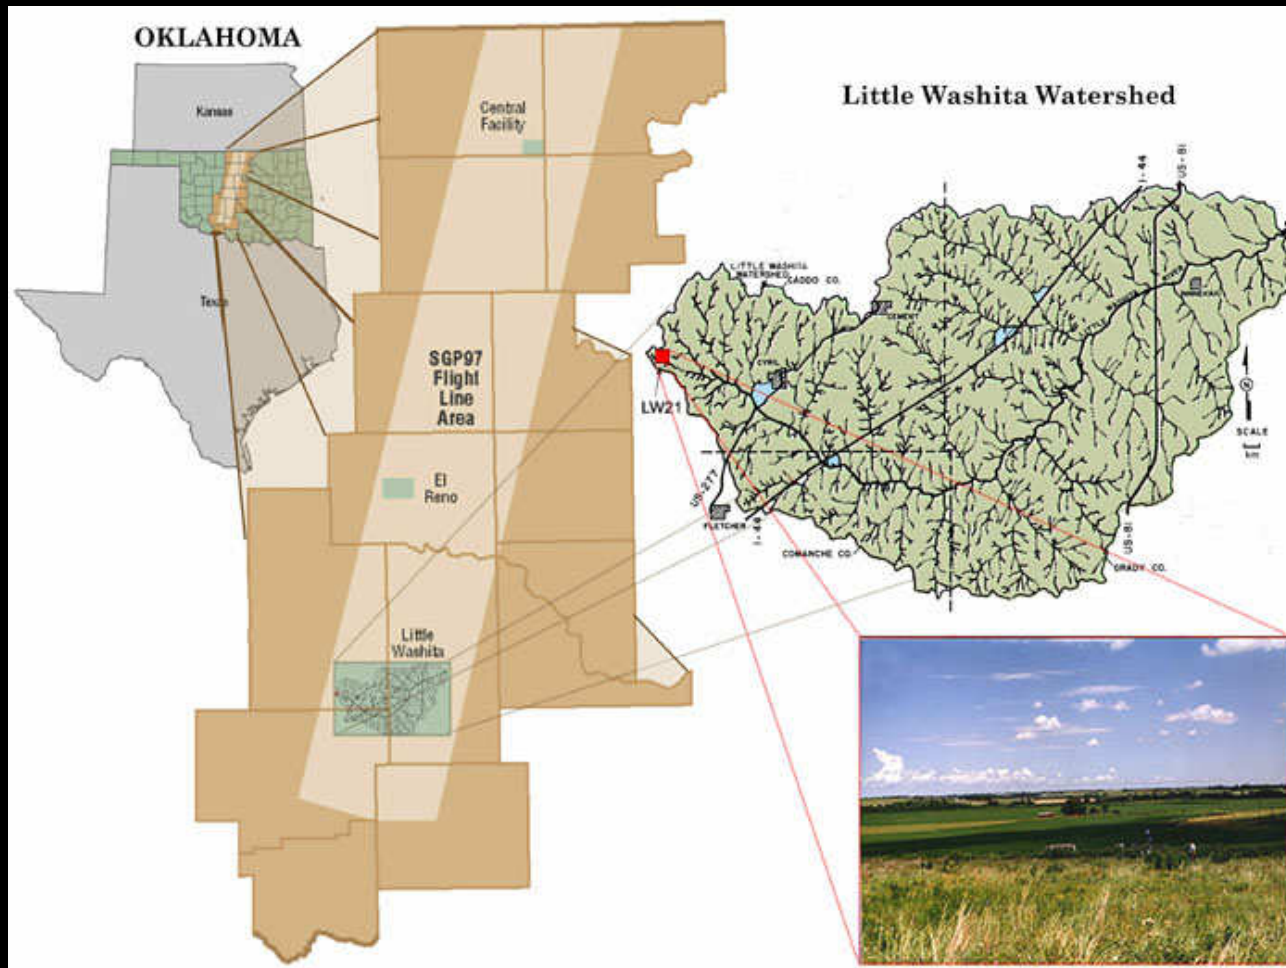 OKLAHOMA
Kansas
Texas
Central
Facility
SGP97
Flight
Line
Area
El
Reno
Little
Washita
Little Washita Watershed
I-44
US-81
LITTLE WASHITA
WATERSHED
CADDO CO.
CEMENT
CYRIL
LITTLE
RIVER
LW21
N
SCALE
km
US-277
FLETCHER
I-44
COMANCHE CO.
US-81
GRADY CO.